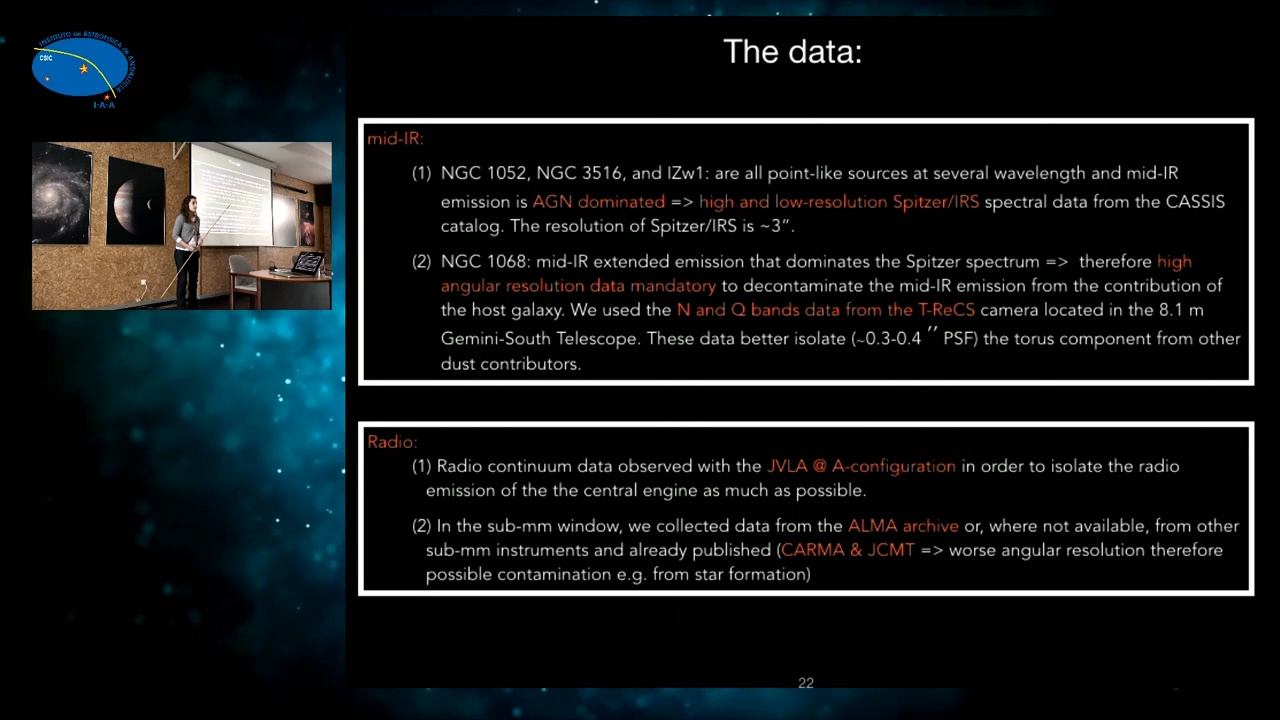 INSTITUTO de ASTROFISICA de ANDALUCIA
CSIC
I·A·A
The data:
mid-IR:
(1) NGC 1052, NGC 3516, and IZw1: are all point-like sources at several wavelength and mid-IR
emission is AGN dominated => high and low-resolution Spitzer/IRS spectral data from the CASSIS
catalog. The resolution of Spitzer/IRS is ~3”.
(2) NGC 1068: mid-IR extended emission that dominates the Spitzer spectrum => therefore high
angular resolution data mandatory to decontaminate the mid-IR emission from the contribution of
the host galaxy. We used the N and Q bands data from the T-ReCS camera located in the 8.1 m
Gemini-South Telescope. These data better isolate (~0.3-0.4 ″ PSF) the torus component from other
dust contributors.
Radio:
(1) Radio continuum data observed with the JVLA @ A-configuration in order to isolate the radio
emission of the the central engine as much as possible.
(2) In the sub-mm window, we collected data from the ALMA archive or, where not available, from other
sub-mm instruments and already published (CARMA & JCMT => worse angular resolution therefore
possible contamination e.g. from star formation)
22